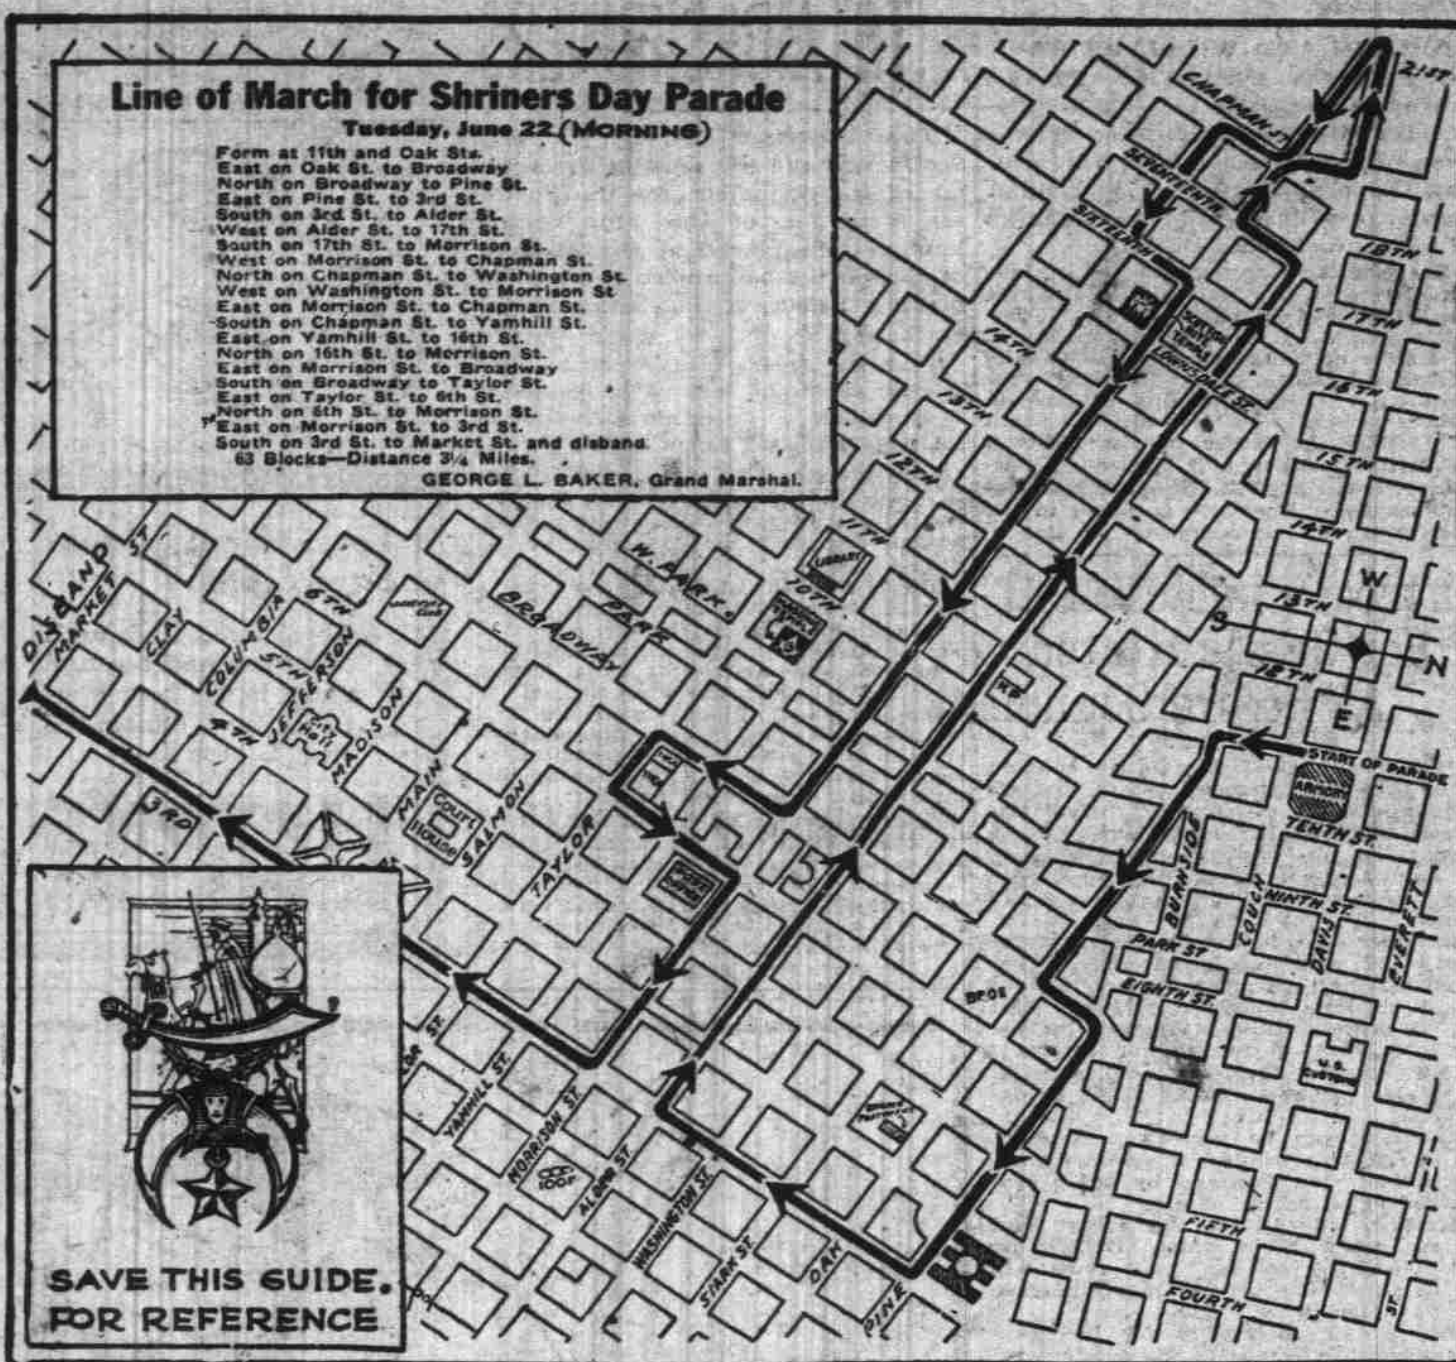 Line of March for Shriners Day Parade
Tuesday, June 22 (MORNING)
Form at 11th and Oak Sts.
East on Oak St. to Broadway
North on Broadway to Pine St.
East on Pine St. to 3rd St.
South on 3rd St. to Alder St.
West on Alder St. to 17th St.
South on 17th St. to Morrison St.
West on Morrison St. to Chapman St.
North on Chapman St. to Washington St.
West on Washington St. to Morrison St
East on Morrison St. to Chapman St.
South on Chapman St. to Yamhill St.
East on Yamhill St. to 16th St.
North on 16th St. to Morrison St.
East on Morrison St. to Broadway
South on Broadway to Taylor St.
East on Taylor St. to 6th St.
North on 6th St. to Morrison St.
East on Morrison St. to 3rd St.
South on 3rd St. to Market St. and disband.
63 Blocks—Distance 3¼ Miles.
GEORGE L. BAKER, Grand Marshal.
21ST
CHAPMAN ST.
SEVENTEENTH
SIXTEENTH
18TH
17TH
SCOTTISH RITE TEMPLE
LOWNSDALE ST.
16TH
15TH
14TH
13TH
12TH
11TH
10TH
LIBRARY
14TH
13TH
12TH
W
S
N
E
START OF PARADE
ARMORY
TENTH ST.
NINTH ST.
PARK ST
EIGHTH ST.
BURNSIDE
COUCH
DAVIS
EVERETT
W. PARK
PARK
BROADWAY
DISBAND
MARKET
ST
CLAY
COLUMBIA
6TH
5TH
JEFFERSON
4TH
City Hall
MADISON
MAIN
Court House
SALMON
TAYLOR
3RD
B.P.O.E
U.S. CUSTOMS
YAMHILL ST.
MORRISON ST.
IOOF
ALDER ST.
WASHINGTON ST.
STARK ST.
OAK
PINE
FIFTH
FOURTH
ST
SAVE THIS GUIDE.
FOR REFERENCE